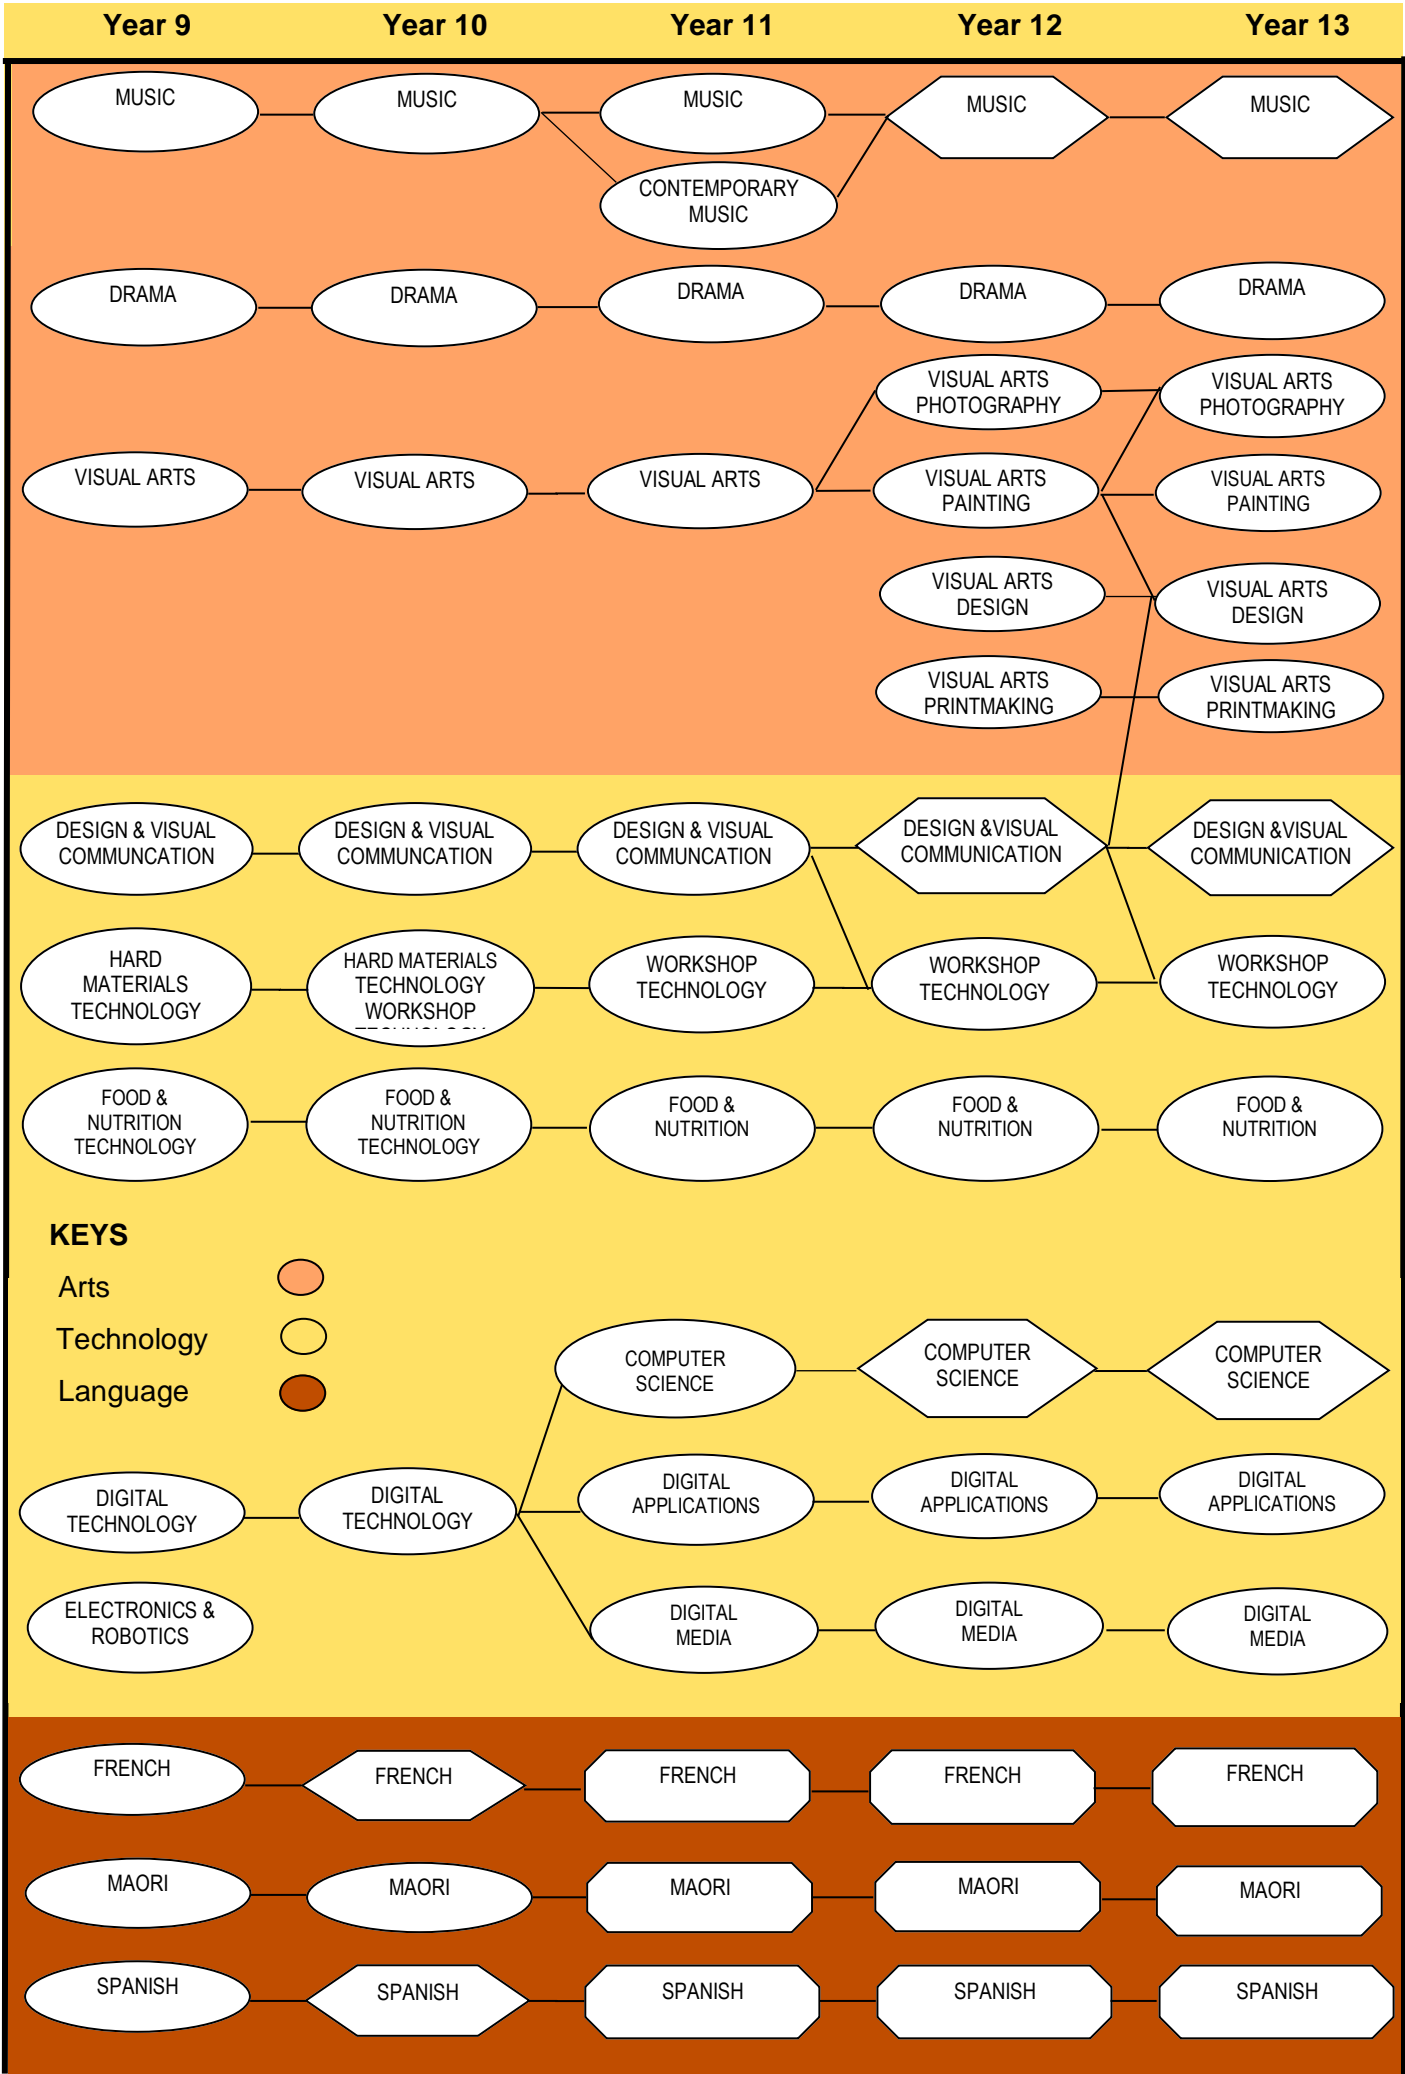 Year 9
Year 10
Year 11
Year 12
Year 13
MUSIC
MUSIC
MUSIC
MUSIC
MUSIC
CONTEMPORARY
MUSIC
DRAMA
DRAMA
DRAMA
DRAMA
DRAMA
VISUAL ARTS
PHOTOGRAPHY
VISUAL ARTS
PHOTOGRAPHY
VISUAL ARTS
VISUAL ARTS
VISUAL ARTS
VISUAL ARTS
PAINTING
VISUAL ARTS
PAINTING
VISUAL ARTS
DESIGN
VISUAL ARTS
DESIGN
VISUAL ARTS
PRINTMAKING
VISUAL ARTS
PRINTMAKING
DESIGN & VISUAL
COMMUNCATION
DESIGN & VISUAL
COMMUNCATION
DESIGN & VISUAL
COMMUNCATION
DESIGN &VISUAL
COMMUNICATION
DESIGN &VISUAL
COMMUNICATION
HARD
MATERIALS
TECHNOLOGY
HARD MATERIALS
TECHNOLOGY
WORKSHOP
TECHNOLOGY
WORKSHOP
TECHNOLOGY
WORKSHOP
TECHNOLOGY
WORKSHOP
TECHNOLOGY
FOOD &
NUTRITION
TECHNOLOGY
FOOD &
NUTRITION
TECHNOLOGY
FOOD &
NUTRITION
FOOD &
NUTRITION
FOOD &
NUTRITION
KEYS
Arts
Technology
Language
COMPUTER
SCIENCE
COMPUTER
SCIENCE
COMPUTER
SCIENCE
DIGITAL
TECHNOLOGY
DIGITAL
TECHNOLOGY
DIGITAL
APPLICATIONS
DIGITAL
APPLICATIONS
DIGITAL
APPLICATIONS
ELECTRONICS &
ROBOTICS
DIGITAL
MEDIA
DIGITAL
MEDIA
DIGITAL
MEDIA
FRENCH
FRENCH
FRENCH
FRENCH
FRENCH
MAORI
MAORI
MAORI
MAORI
MAORI
SPANISH
SPANISH
SPANISH
SPANISH
SPANISH